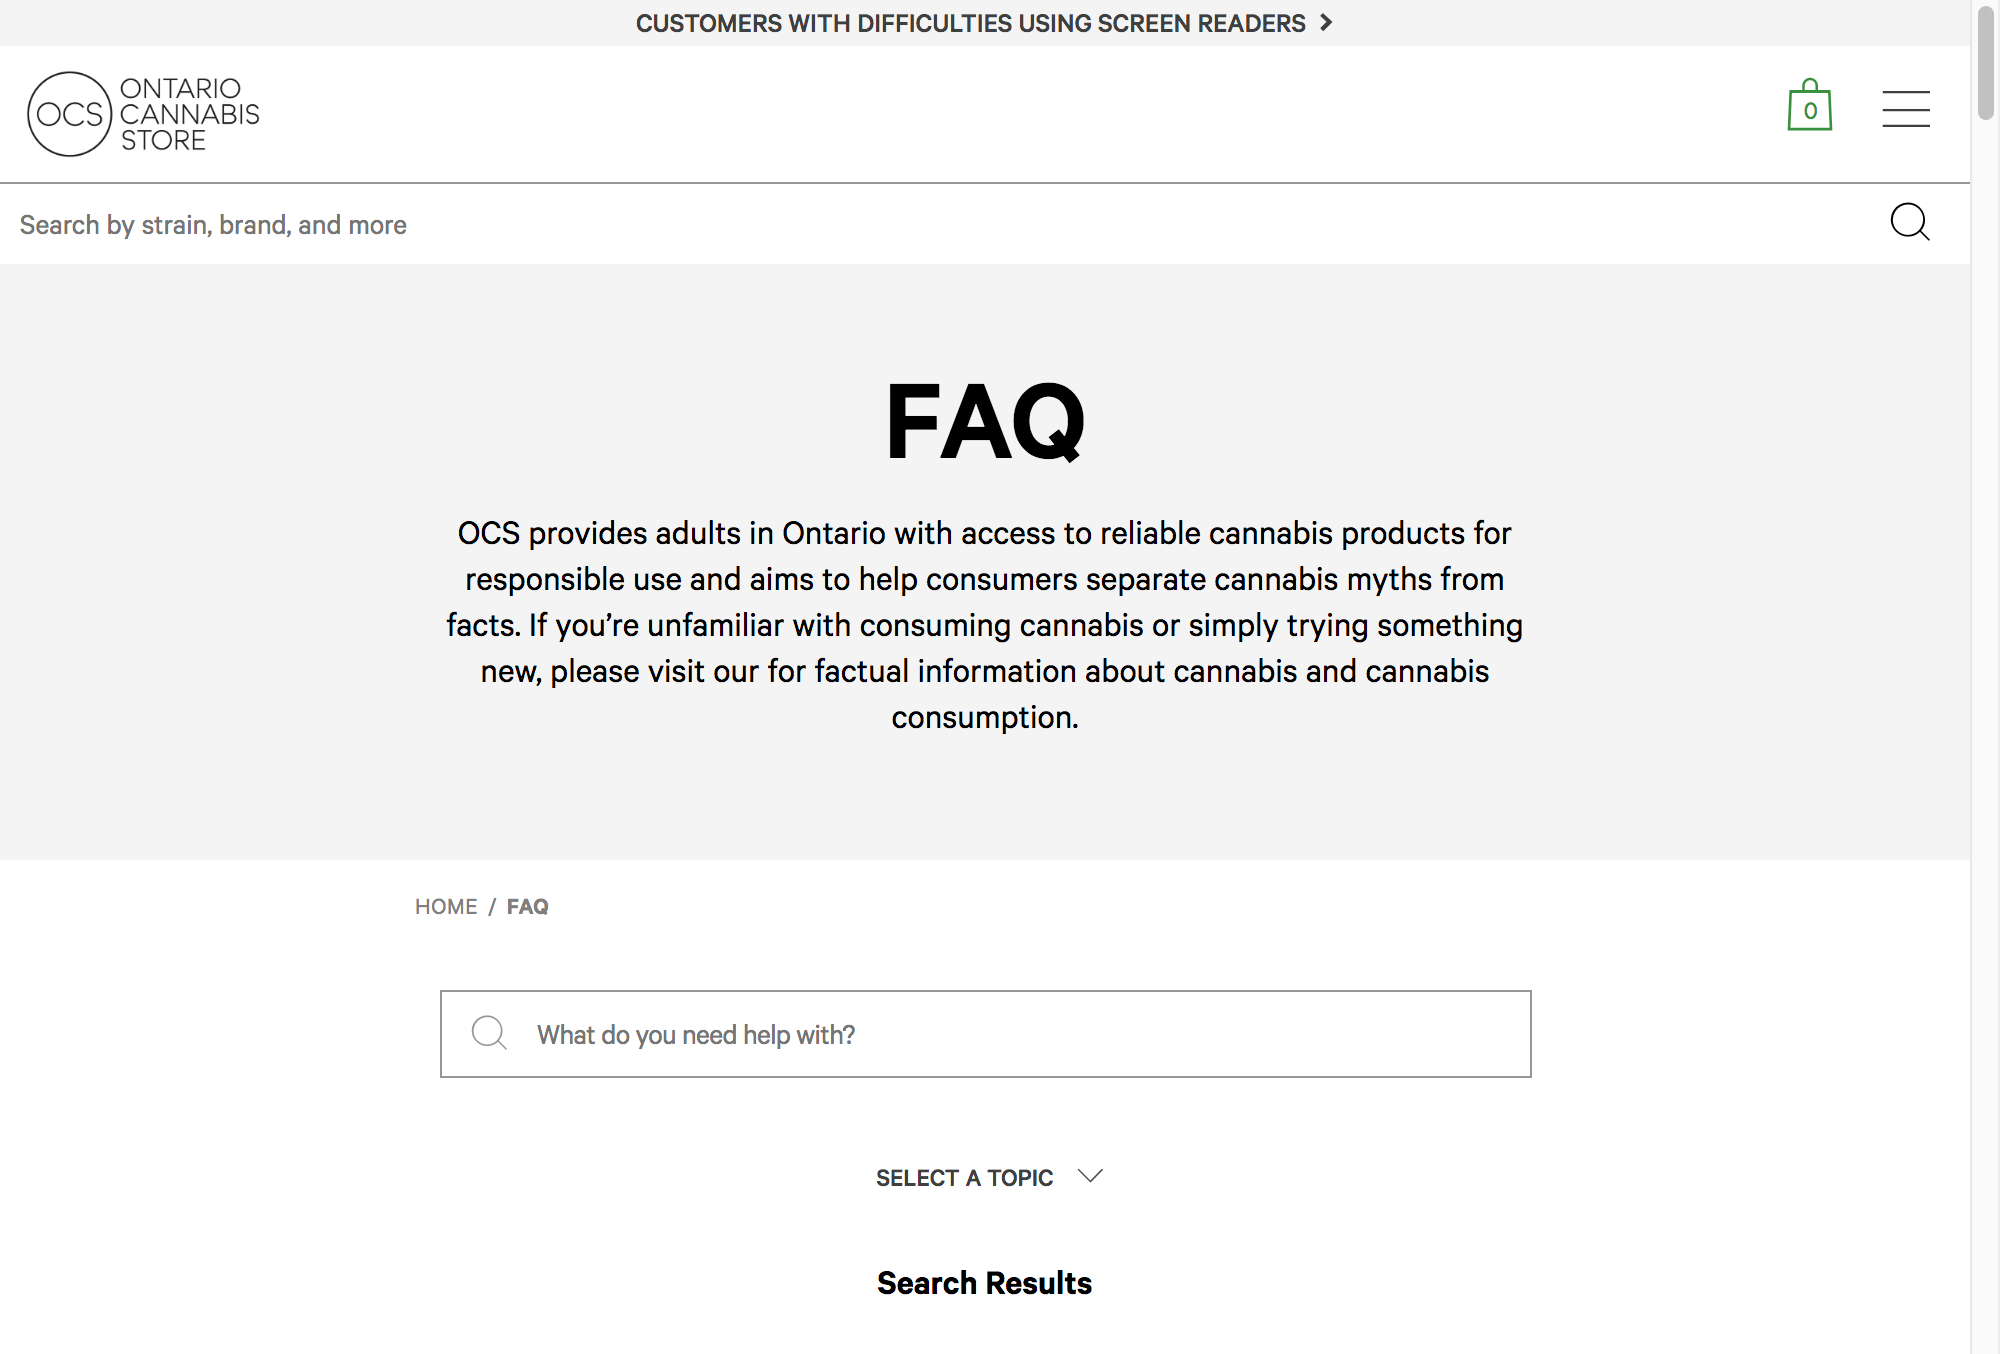 CUSTOMERS WITH DIFFICULTIES USING SCREEN READERS
OCS
ONTARIO
CANNABIS
STORE
0
Search by strain, brand, and more
FAQ
OCS provides adults in Ontario with access to reliable cannabis products for
responsible use and aims to help consumers separate cannabis myths from
facts. If you’re unfamiliar with consuming cannabis or simply trying something
new, please visit our for factual information about cannabis and cannabis
consumption.
HOME / FAQ
What do you need help with?
SELECT A TOPIC
Search Results